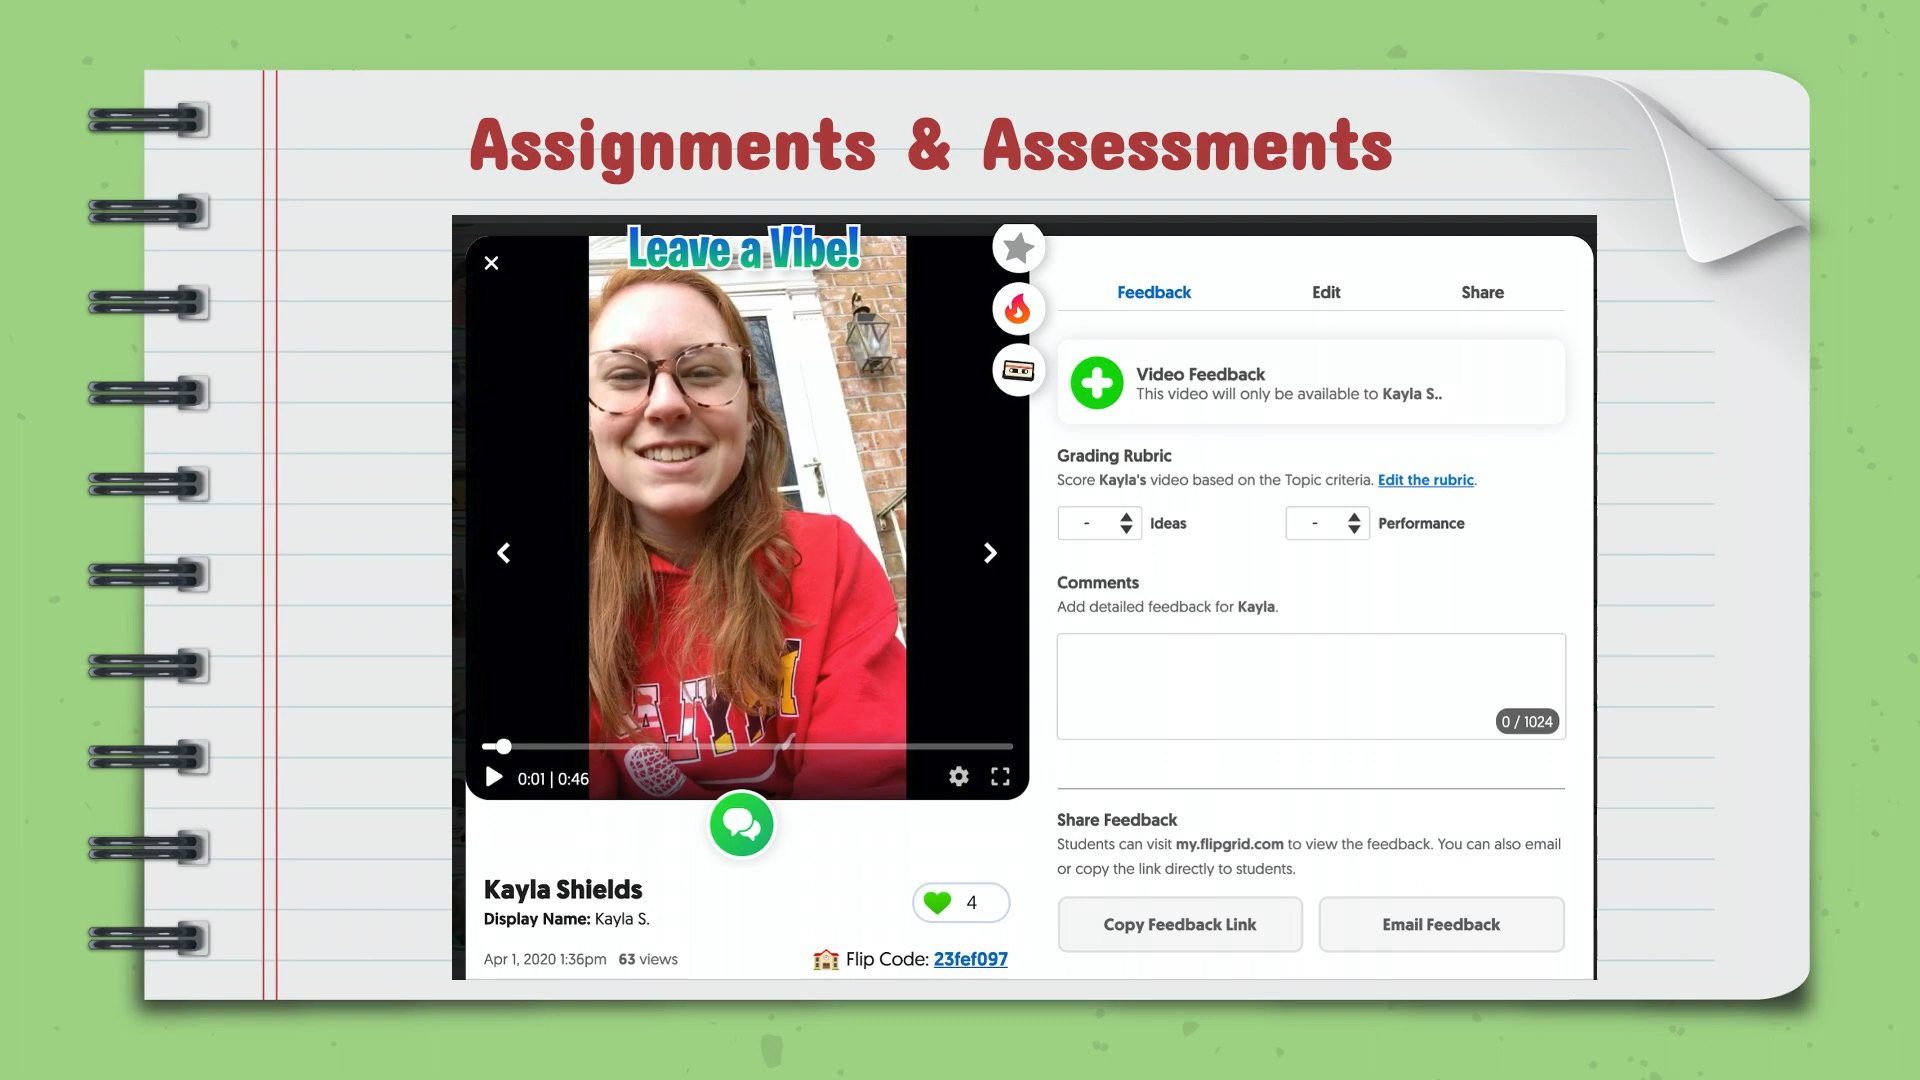 Assignments & Assessments
Leave a Vibe!
Feedback Edit Share
Video Feedback
This video will only be available to Kayla S..
Grading Rubric
Score Kayla's video based on the Topic criteria. Edit the rubric.
- Ideas - Performance
Comments
Add detailed feedback for Kayla.
0 / 1024
0:01 | 0:46
Share Feedback
Students can visit my.flipgrid.com to view the feedback. You can also email
or copy the link directly to students.
Copy Feedback Link Email Feedback
Kayla Shields
Display Name: Kayla S.
4
Apr 1, 2020 1:36pm 63 views
Flip Code: 23fef097